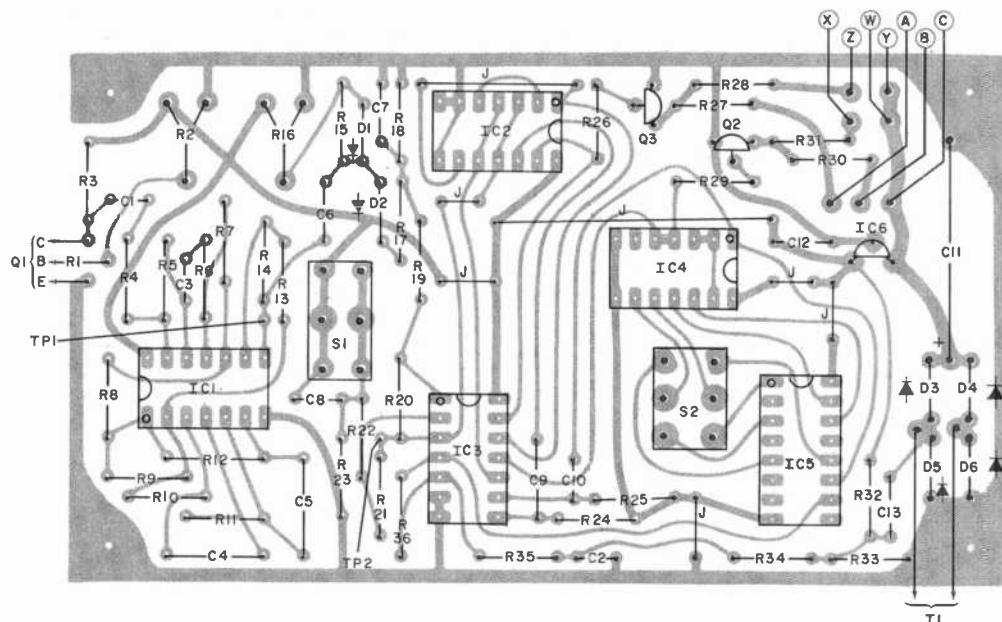 X Z W Y A B C
J J
R2 R16 R15 D1 C7 R18 IC2 R26 Q3 R28 R27 Q2 R31 R30
R3 C1 D2 R29
C6 R17 J J C12 IC6 C11
Q1 C B E R1 R4 R5 C3 R6 R7 R14 R13 R19 J IC4 J J
TP1 S1 +
R8 IC1 C8 R20 S2 D3 D4
R22 IC3 IC5 D5 D6
R9 R12 R23 TP2 R21 C9 C10 R32 C13
R10 C5 R36 R25 J
R11 R24
C4 R35 C2 R34 R33
TP2
T1